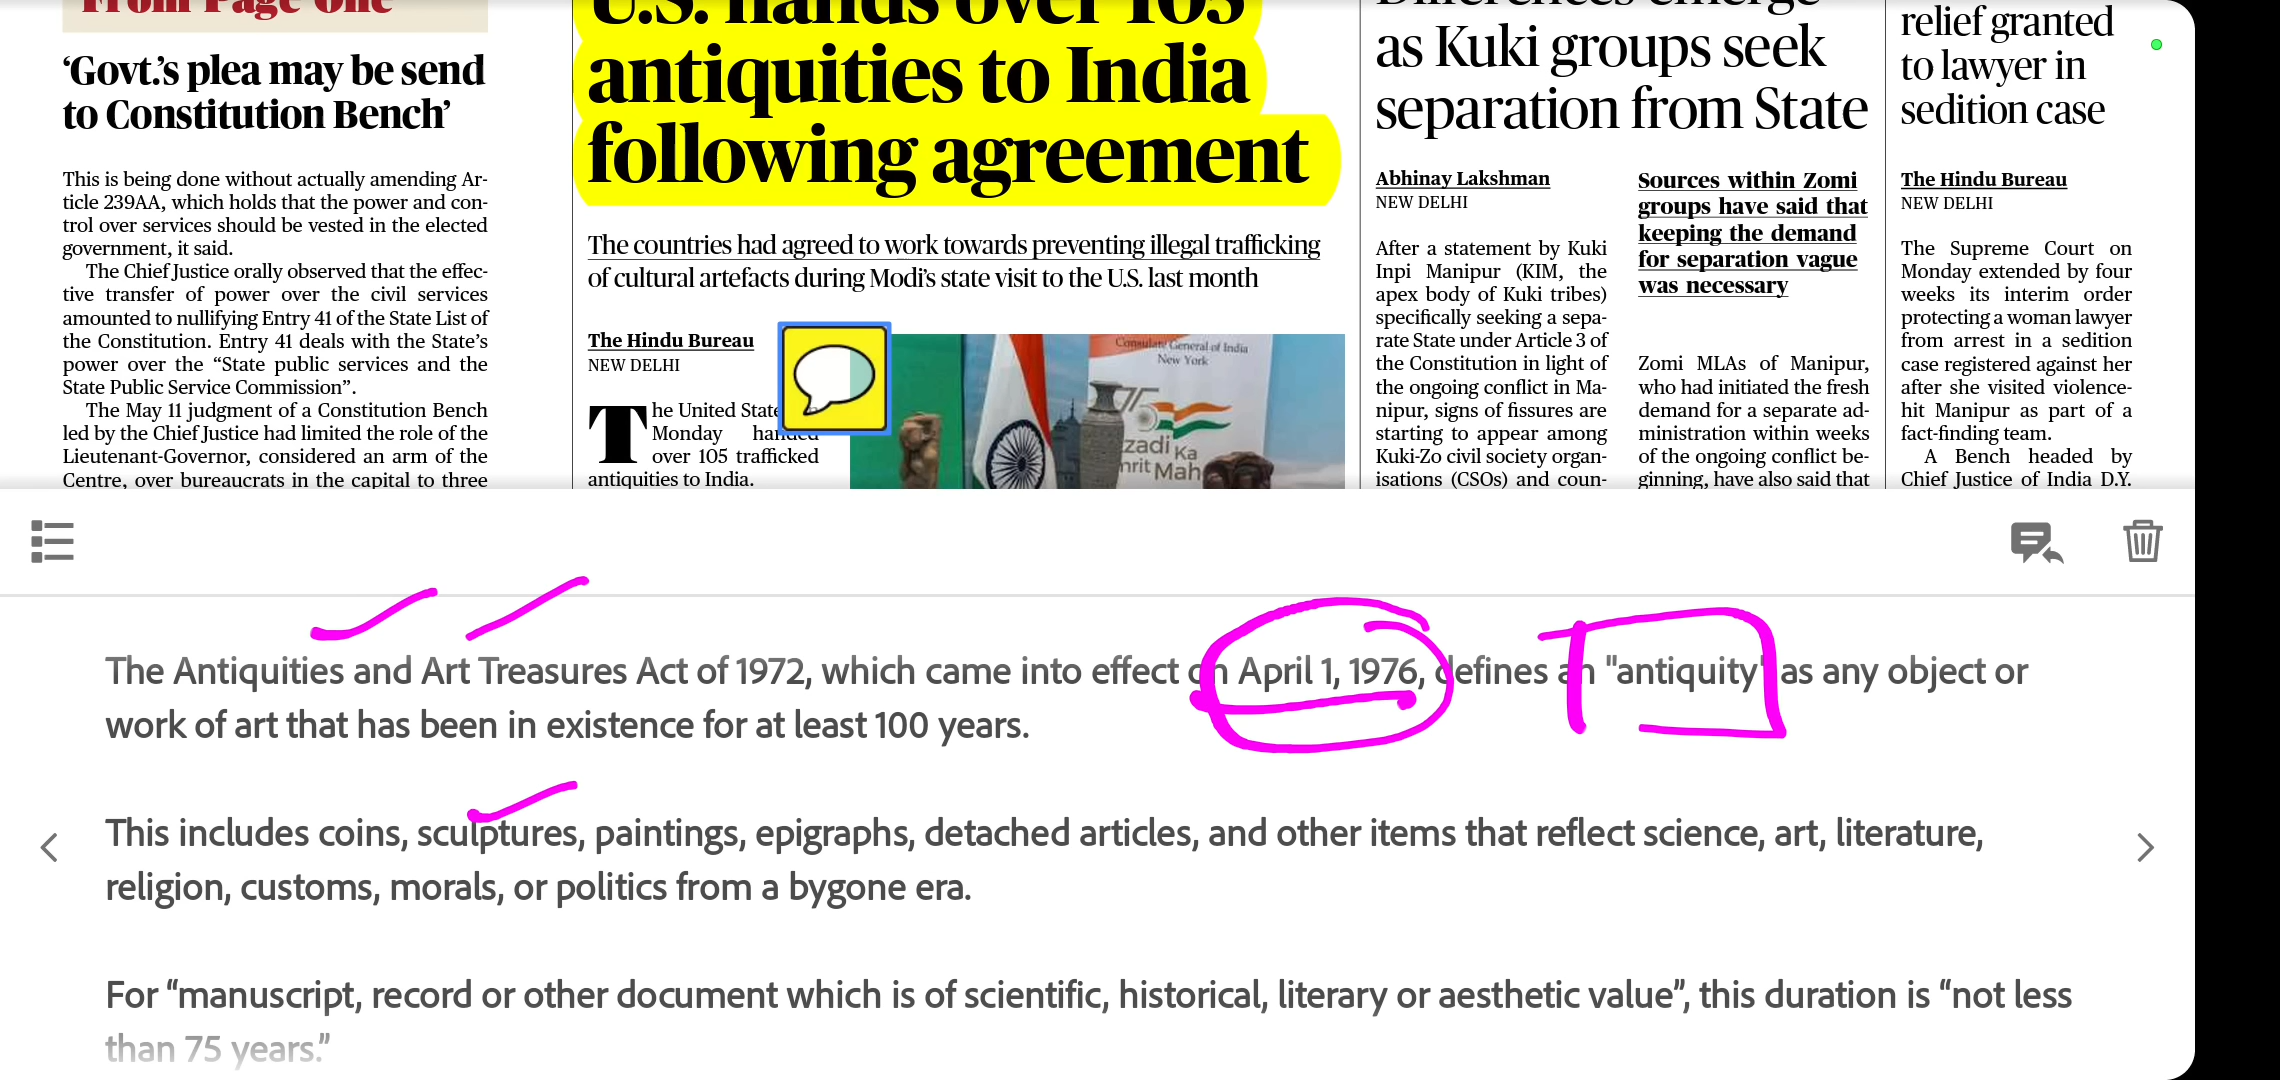 From Page One
‘Govt.’s plea may be send
to Constitution Bench’
This is being done without actually amending Ar-
ticle 239AA, which holds that the power and con-
trol over services should be vested in the elected
government, it said.
The Chief Justice orally observed that the effec-
tive transfer of power over the civil services
amounted to nullifying Entry 41 of the State List of
the Constitution. Entry 41 deals with the State’s
power over the “State public services and the
State Public Service Commission”.
The May 11 judgment of a Constitution Bench
led by the Chief Justice had limited the role of the
Lieutenant-Governor, considered an arm of the
Centre, over bureaucrats in the capital to three
U.S. hands over 105
antiquities to India
following agreement
The countries had agreed to work towards preventing illegal trafficking
of cultural artefacts during Modi’s state visit to the U.S. last month
The Hindu Bureau
NEW DELHI
The United State
Monday handed
over 105 trafficked
antiquities to India.
Consulate General of India
New York
75
zadi Ka
mrit Mah
Differences emerge
as Kuki groups seek
separation from State
Abhinay Lakshman
NEW DELHI
After a statement by Kuki
Inpi Manipur (KIM, the
apex body of Kuki tribes)
specifically seeking a sepa-
rate State under Article 3 of
the Constitution in light of
the ongoing conflict in Ma-
nipur, signs of fissures are
starting to appear among
Kuki-Zo civil society organ-
isations (CSOs) and coun-
Sources within Zomi
groups have said that
keeping the demand
for separation vague
was necessary
Zomi MLAs of Manipur,
who had initiated the fresh
demand for a separate ad-
ministration within weeks
of the ongoing conflict be-
ginning, have also said that
relief granted
to lawyer in
sedition case
The Hindu Bureau
NEW DELHI
The Supreme Court on
Monday extended by four
weeks its interim order
protecting a woman lawyer
from arrest in a sedition
case registered against her
after she visited violence-
hit Manipur as part of a
fact-finding team.
A Bench headed by
Chief Justice of India D.Y.
The Antiquities and Art Treasures Act of 1972, which came into effect on April 1, 1976, defines an "antiquity" as any object or
work of art that has been in existence for at least 100 years.
This includes coins, sculptures, paintings, epigraphs, detached articles, and other items that reflect science, art, literature,
religion, customs, morals, or politics from a bygone era.
For “manuscript, record or other document which is of scientific, historical, literary or aesthetic value”, this duration is “not less
than 75 years.”